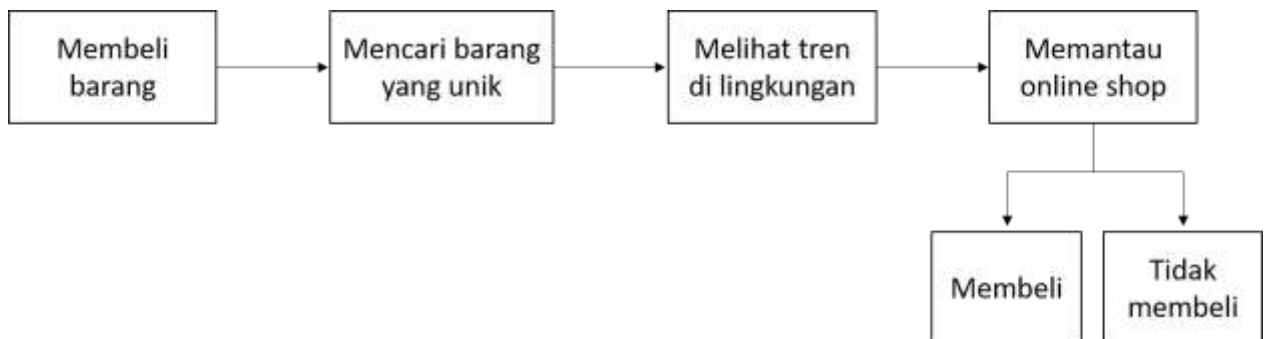 Membeli
barang
Mencari barang
yang unik
Melihat tren
di lingkungan
Memantau
online shop
Membeli
Tidak
membeli